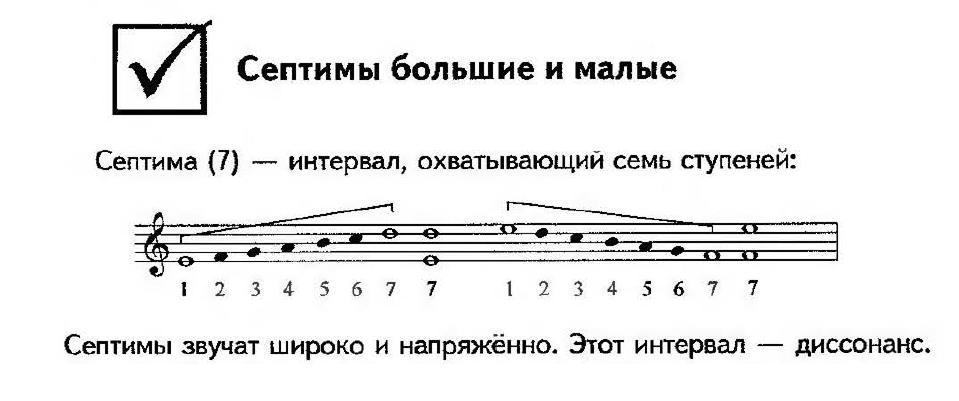 Септимы большие и малые
Септима (7) — интервал, охватывающий семь ступеней:
1 2 3 4 5 6 7 7 1 2 3 4 5 6 7 7
Септимы звучат широко и напряжённо. Этот интервал — диссонанс.